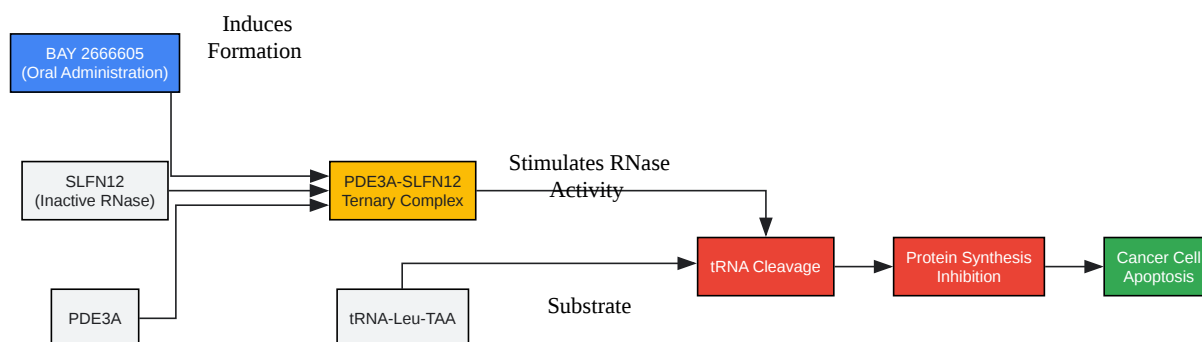 Induces
Formation
BAY 2666605
(Oral Administration)
SLFN12
(Inactive RNase)
PDE3A-SLFN12
Ternary Complex
Stimulates RNase
Activity
tRNA Cleavage
Protein Synthesis
Inhibition
Cancer Cell
Apoptosis
PDE3A
tRNA-Leu-TAA
Substrate